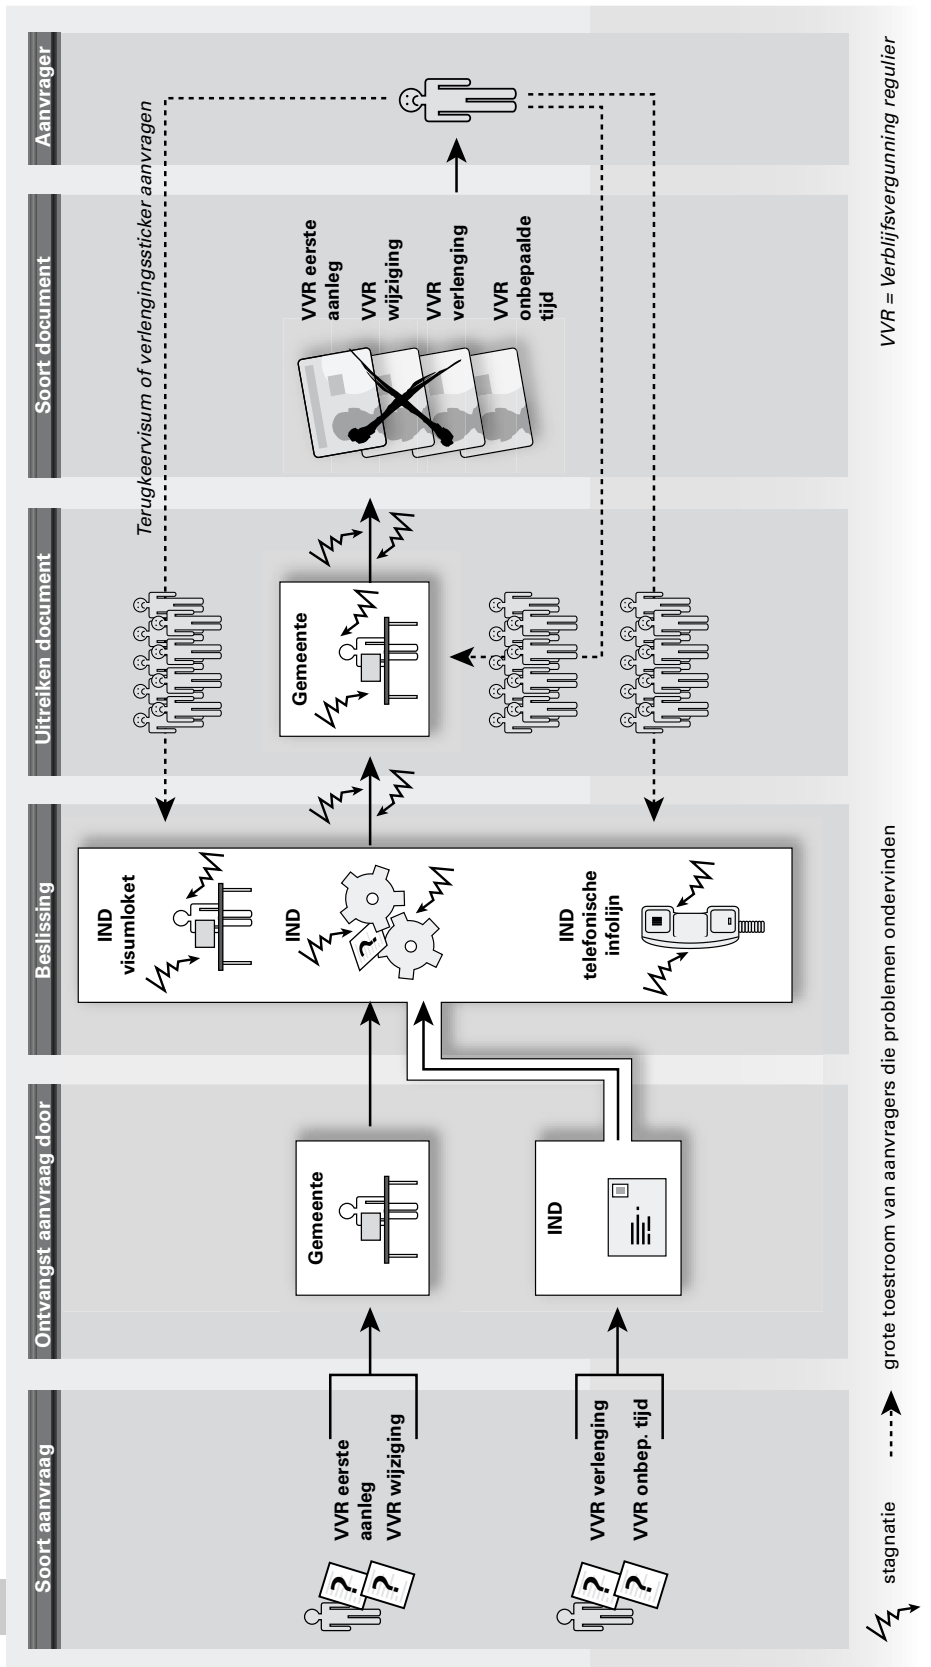 Soort aanvraag
Ontvangst aanvraag door
Beslissing
Uitreiken document
Soort document
Aanvrager
Terugkeervisum of verlengingssticker aanvragen
VVR eerste
aanleg
VVR wijziging
VVR verlenging
VVR onbep. tijd
Gemeente
IND
IND
visumloket
IND
IND
telefonische
infolijn
Gemeente
VVR eerste
aanleg
VVR
wijziging
VVR
verlenging
VVR
onbepaalde
tijd
stagnatie
grote toestroom van aanvragers die problemen ondervinden
VVR = Verblijfsvergunning regulier